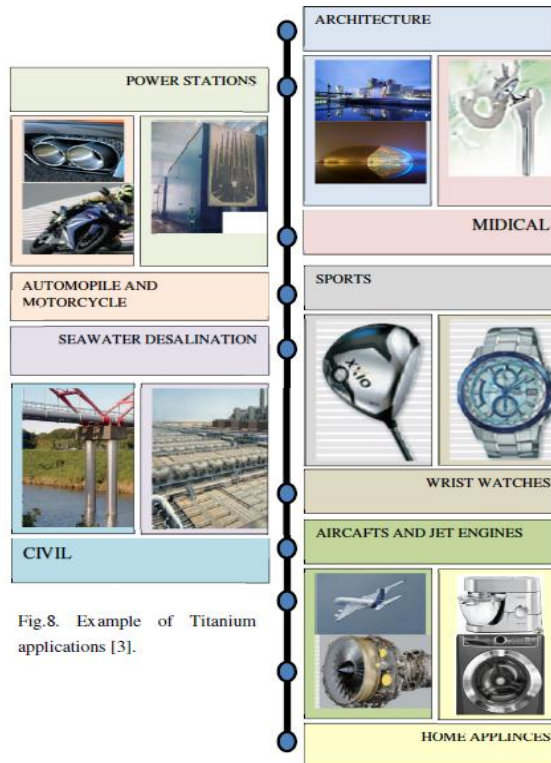 ARCHITECTURE
POWER STATIONS
MIDICAL
AUTOMOPILE AND
MOTORCYCLE
SPORTS
SEAWATER DESALINATION
XXIO
WRIST WATCHES
CIVIL
AIRCAFTS AND JET ENGINES
Fig.8. Example of Titanium
applications [3].
HOME APPLINCES